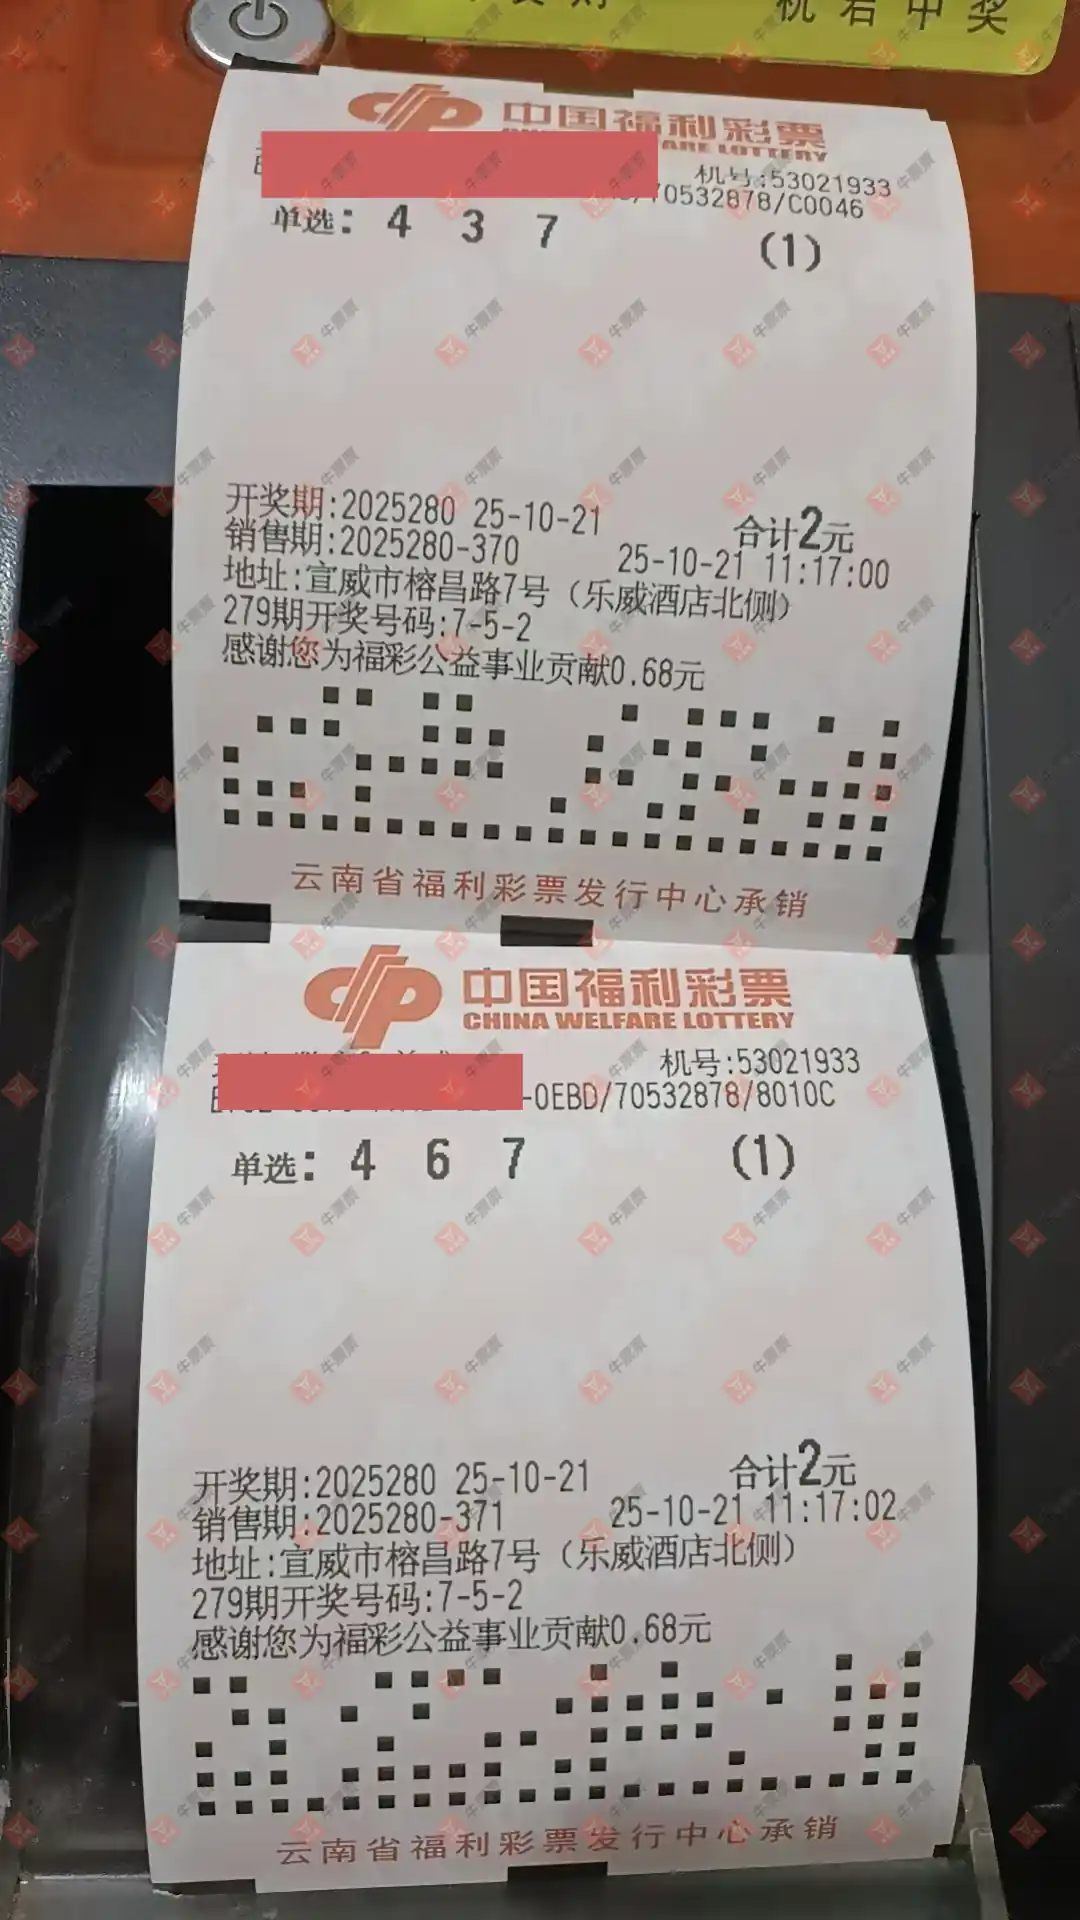 机若中奖
中国福利彩票
ARE LOTTERY
机号:53021933
/70532878/C0046
单选: 4 3 7 (1)
开奖期:2025280 25-10-21 合计2元
销售期:2025280-370 25-10-21 11:17:00
地址:宣威市榕昌路7号（乐威酒店北侧）
279期开奖号码:7-5-2
感谢您为福彩公益事业贡献0.68元
云南省福利彩票发行中心承销
中国福利彩票
CHINA WELFARE LOTTERY
机号:53021933
-0EBD/70532878/8010C
单选: 4 6 7 (1)
开奖期:2025280 25-10-21 合计2元
销售期:2025280-371 25-10-21 11:17:02
地址:宣威市榕昌路7号（乐威酒店北侧）
279期开奖号码:7-5-2
感谢您为福彩公益事业贡献0.68元
云南省福利彩票发行中心承销
牛票票